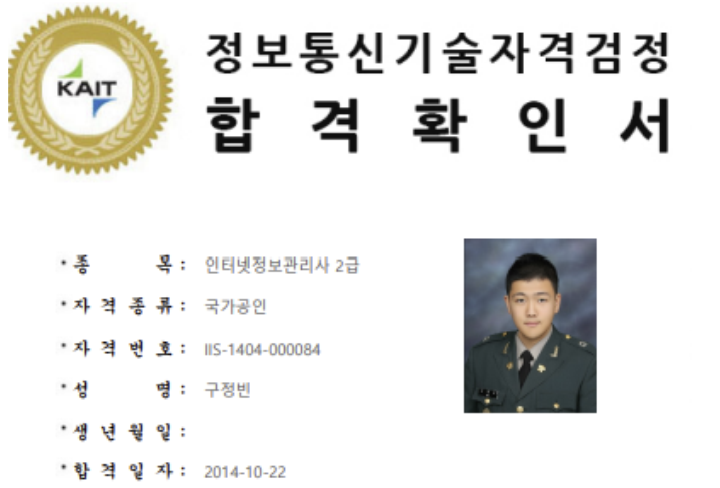 KAIT
정보통신기술자격검정
합격확인서
* 종 목 : 인터넷정보관리사 2급
* 자격종류 : 국가공인
* 자격번호 : IIS-1404-000084
* 성 명 : 구정빈
* 생년월일 :
* 합격일자 : 2014-10-22